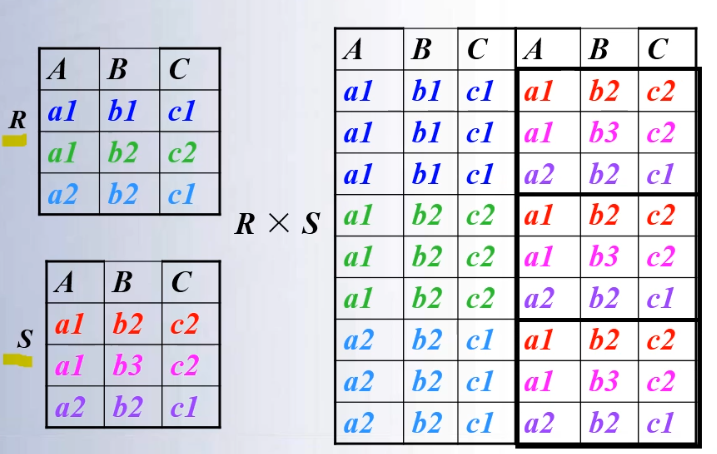 R
A B C
a1 b1 c1
a1 b2 c2
a2 b2 c1
S
A B C
a1 b2 c2
a1 b3 c2
a2 b2 c1
R × S
A B C A B C
a1 b1 c1 a1 b2 c2
a1 b1 c1 a1 b3 c2
a1 b1 c1 a2 b2 c1
a1 b2 c2 a1 b2 c2
a1 b2 c2 a1 b3 c2
a1 b2 c2 a2 b2 c1
a2 b2 c1 a1 b2 c2
a2 b2 c1 a1 b3 c2
a2 b2 c1 a2 b2 c1